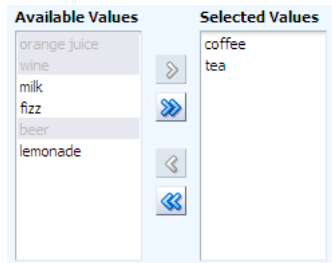 Available Values
orange juice
wine
milk
fizz
beer
lemonade
Selected Values
coffee
tea